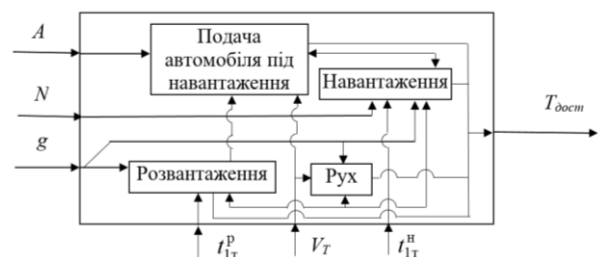 A
Подача
автомобіля під
навантаження
Навантаження
N
T_дост
g
Розвантаження
Рух
t_1т^р
V_T
t_1т^н